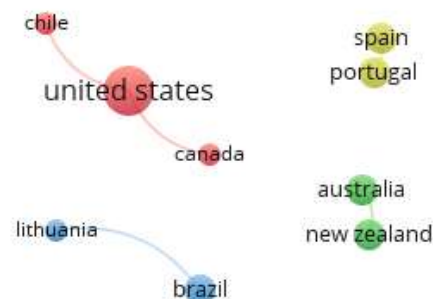 chile
spain
portugal
united states
canada
australia
new zealand
lithuania
brazil